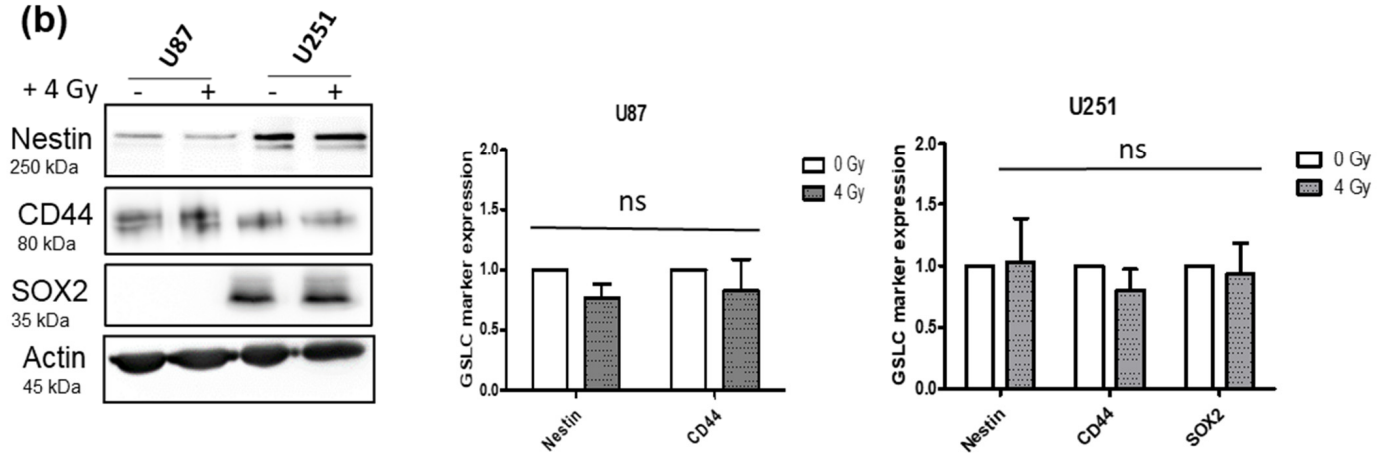 (b)
U87
U251
+ 4 Gy
- + - +
Nestin
250 kDa
CD44
80 kDa
SOX2
35 kDa
Actin
45 kDa
U87
GSLC marker expression
2.0
1.5
1.0
0.5
0.0
ns
Nestin
CD44
0 Gy
4 Gy
U251
GSLC marker expression
2.0
1.5
1.0
0.5
0.0
ns
Nestin
CD44
SOX2
0 Gy
4 Gy